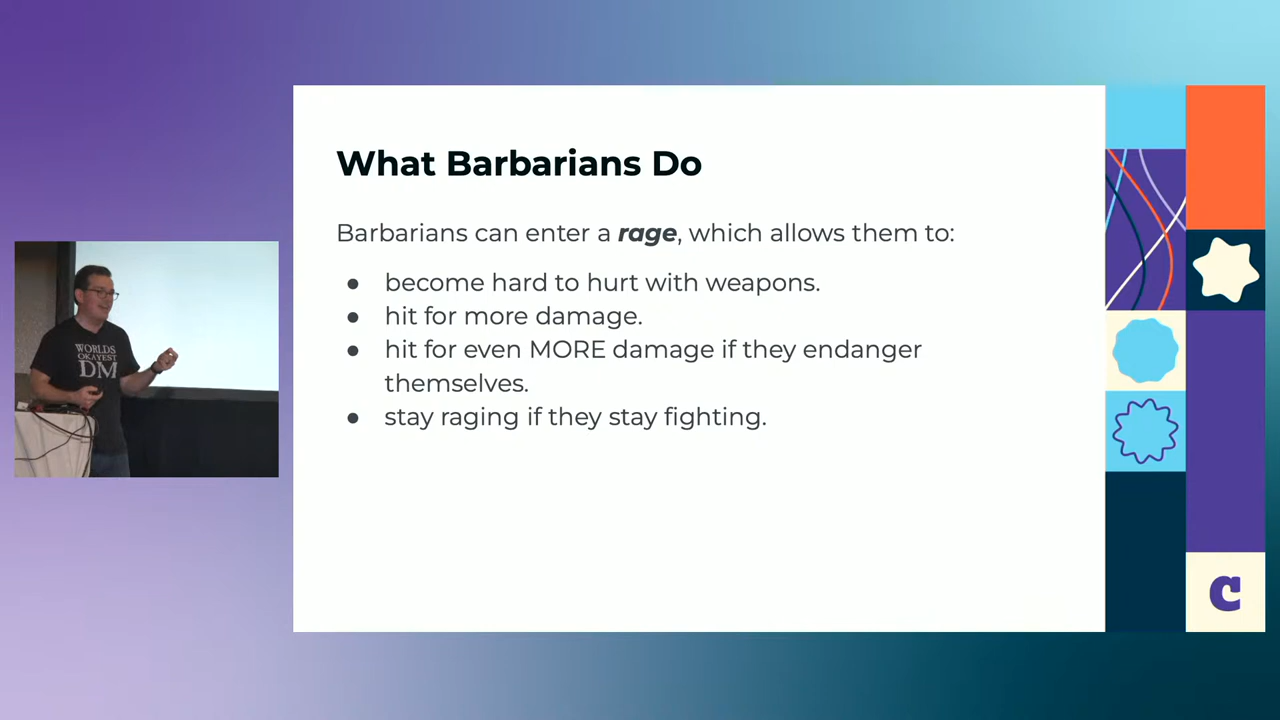 What Barbarians Do
Barbarians can enter a rage, which allows them to:
● become hard to hurt with weapons.
● hit for more damage.
● hit for even MORE damage if they endanger
themselves.
● stay raging if they stay fighting.
WORLDS
OKAYEST
DM
C